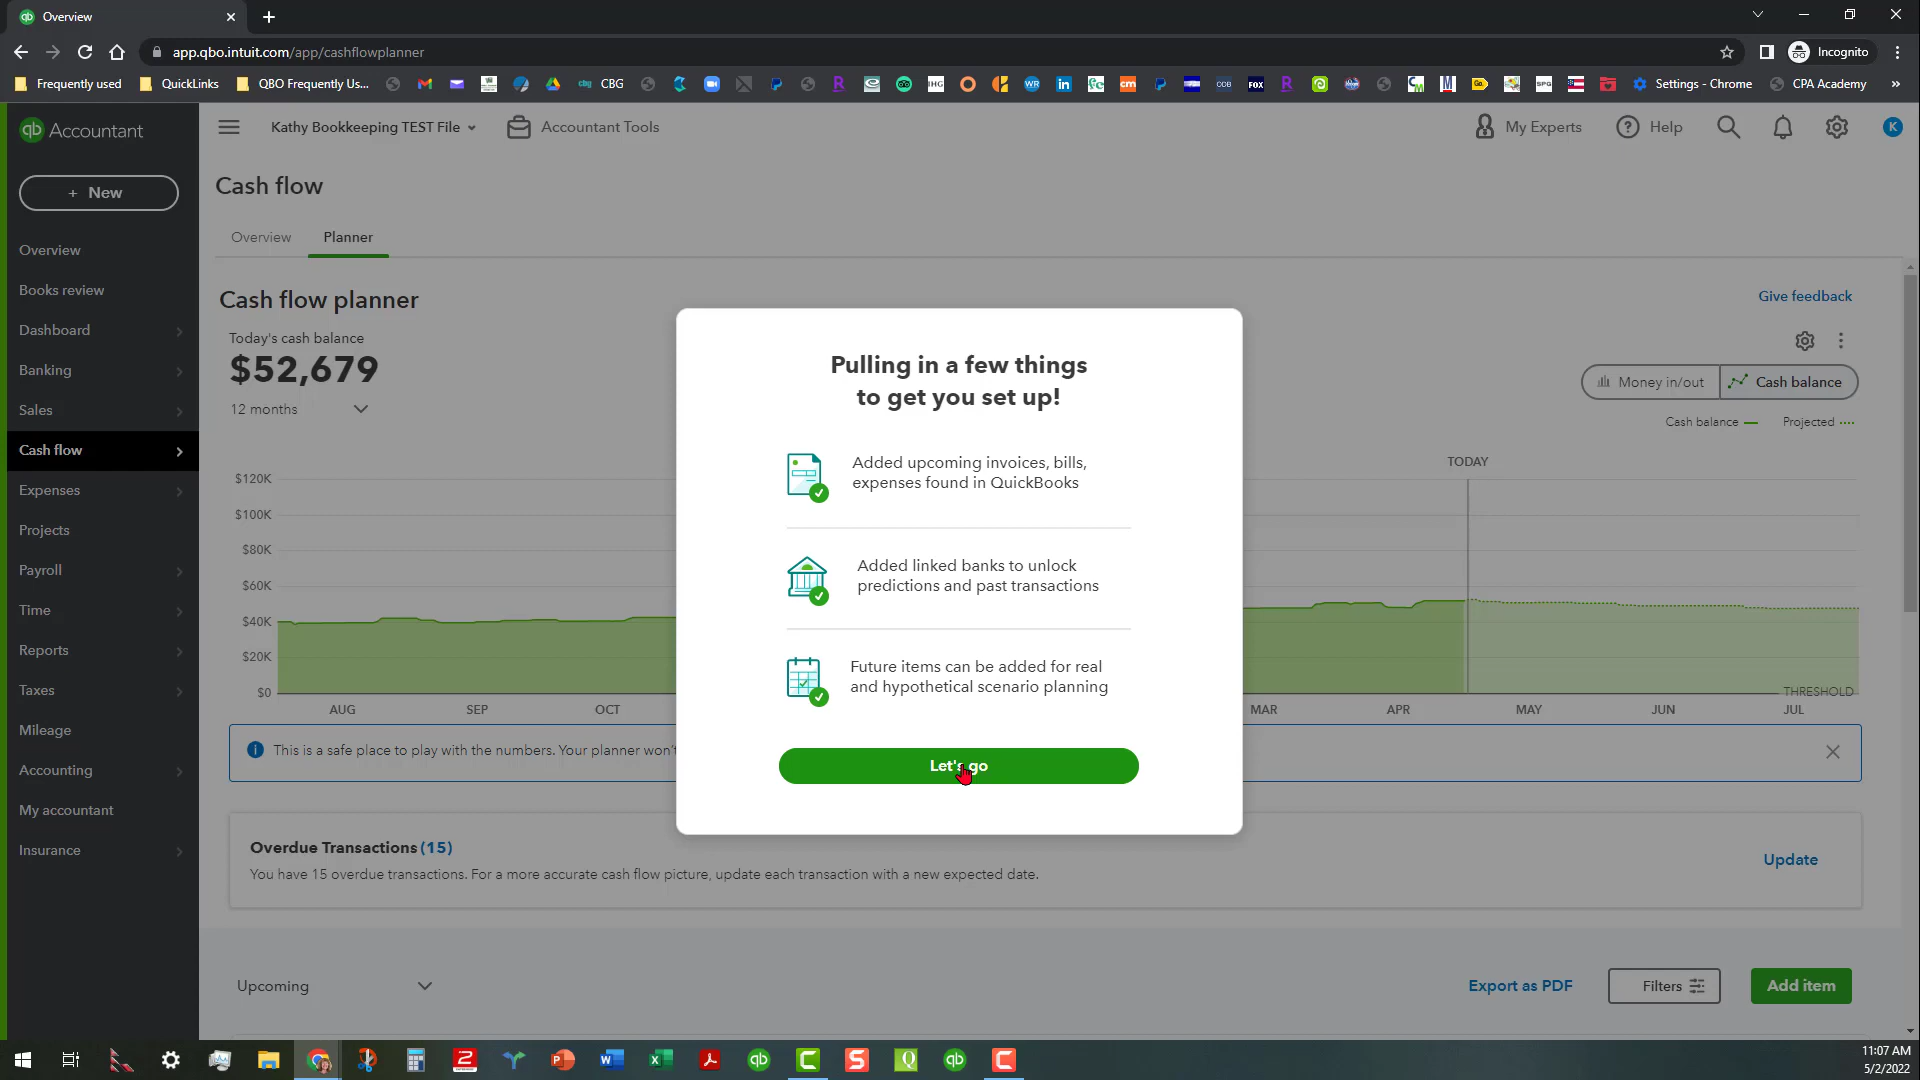 Overview
app.qbo.intuit.com/app/cashflowplanner
Incognito
Frequently used
QuickLinks
QBO Frequently Us...
CBG
Settings - Chrome
CPA Academy
»
qb Accountant
Kathy Bookkeeping TEST File
Accountant Tools
My Experts
Help
K
+ New
Overview
Books review
Dashboard
Banking
Sales
Cash flow
Expenses
Projects
Payroll
Time
Reports
Taxes
Mileage
Accounting
My accountant
Insurance
Cash flow
Overview
Planner
Cash flow planner
Give feedback
Today's cash balance
$52,679
12 months
Money in/out
Cash balance
Cash balance
Projected
TODAY
$120K
$100K
$80K
$60K
$40K
$20K
$0
THRESHOLD
AUG
SEP
OCT
MAR
APR
MAY
JUN
JUL
This is a safe place to play with the numbers. Your planner won't
Pulling in a few things
to get you set up!
Added upcoming invoices, bills,
expenses found in QuickBooks
Added linked banks to unlock
predictions and past transactions
Future items can be added for real
and hypothetical scenario planning
Let's go
Overdue Transactions (15)
You have 15 overdue transactions. For a more accurate cash flow picture, update each transaction with a new expected date.
Update
Upcoming
Export as PDF
Filters
Add item
11:07 AM
5/2/2022